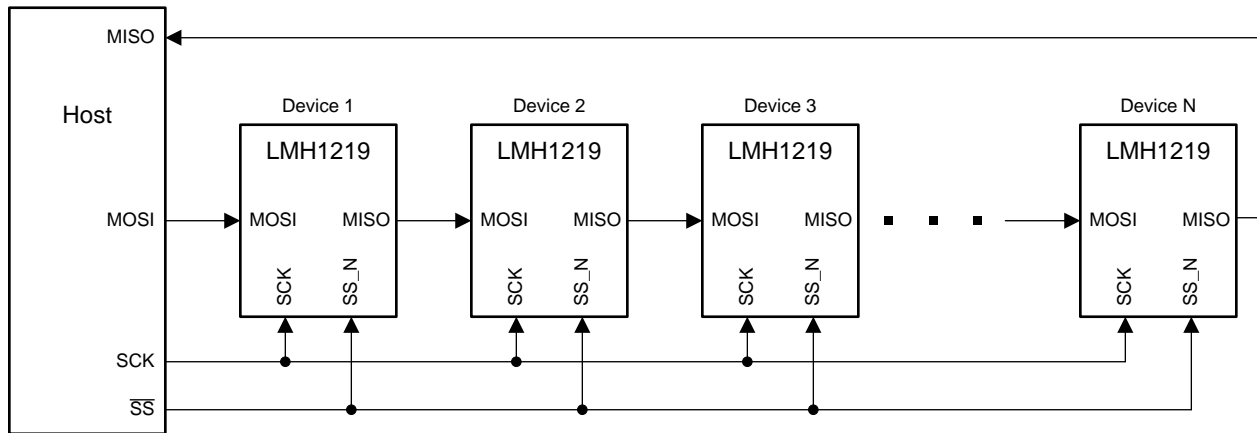 MISO
Host
Device 1 Device 2 Device 3 Device N
LMH1219 LMH1219 LMH1219 LMH1219
MOSI MOSI MISO MOSI MISO MOSI MISO MOSI MISO
SCK SS_N SCK SS_N SCK SS_N SCK SS_N
SCK
SS